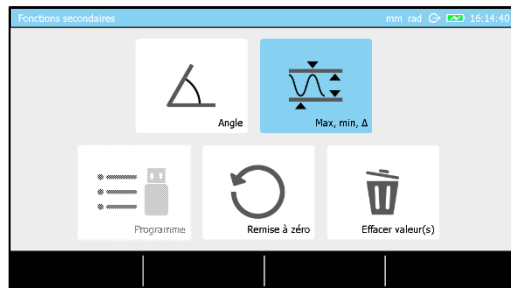 Fonctions secondaires mm rad 16:14:40
Angle Max, min, Δ
Programme Remise à zéro Effacer valeur(s)